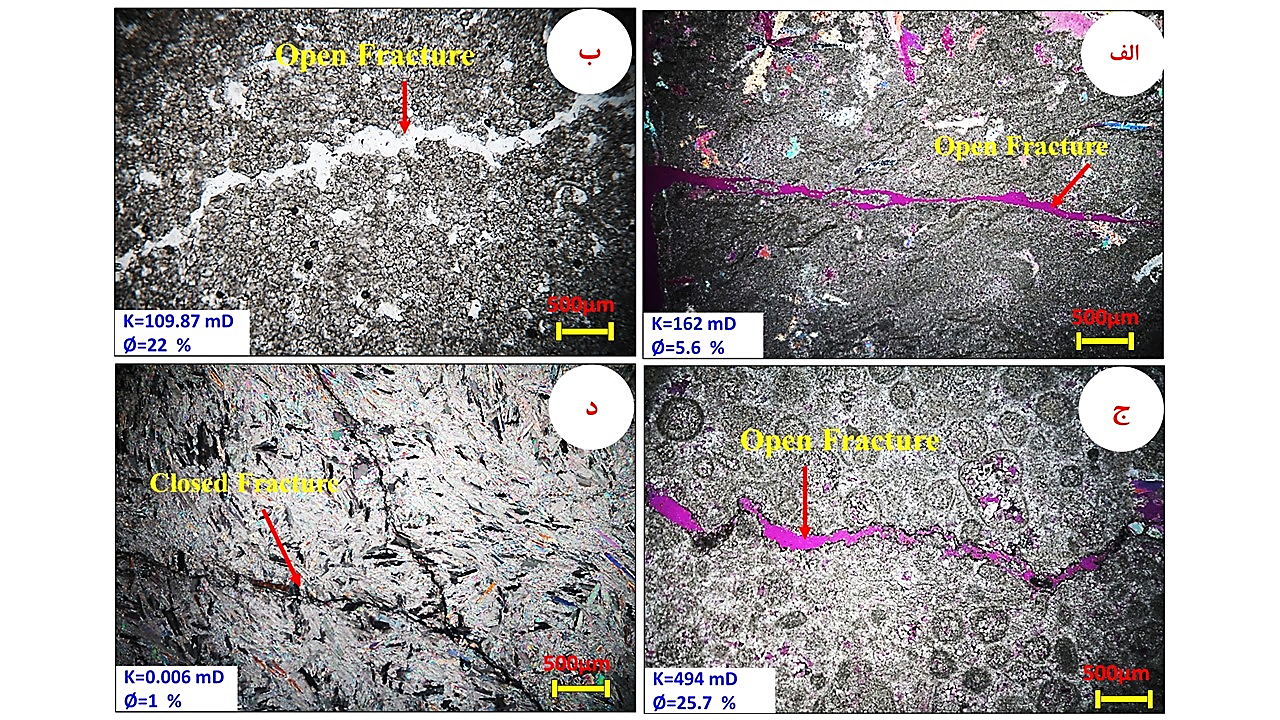 الف
Open Fracture
500µm
K=162 mD
Ø=5.6 %
ب
Open Fracture
500µm
K=109.87 mD
Ø=22 %
ج
Open Fracture
500µm
K=494 mD
Ø=25.7 %
د
Closed Fracture
500µm
K=0.006 mD
Ø=1 %